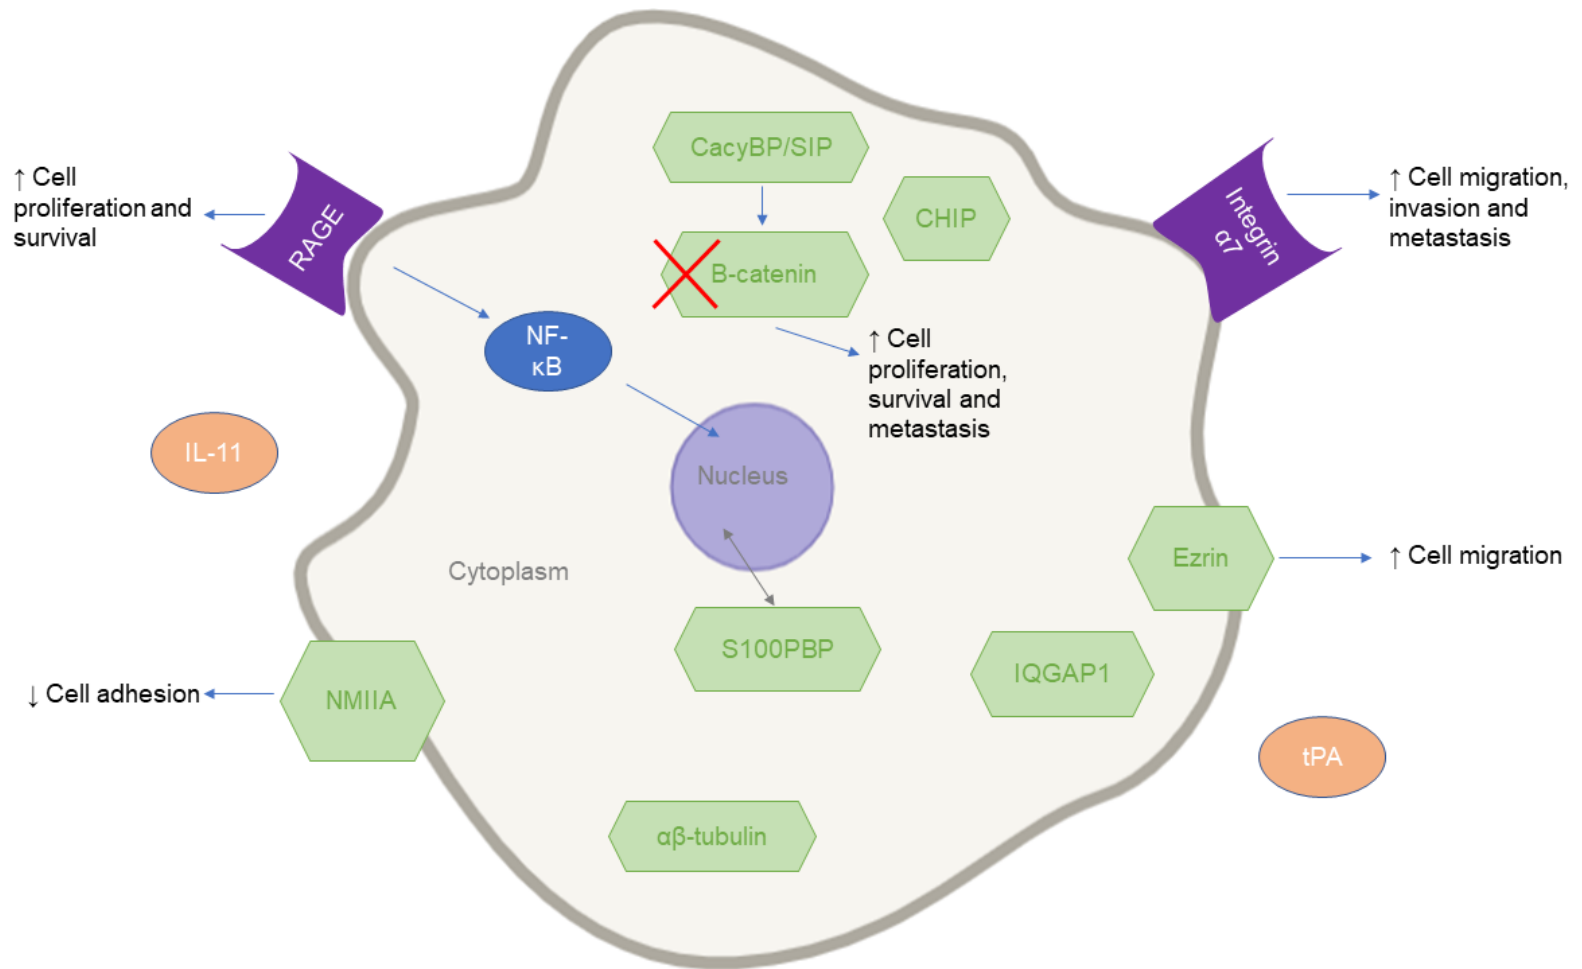 CacyBP/SIP
CHIP
B-catenin
↑ Cell
proliferation and
survival
RAGE
Integrin
α7
↑ Cell migration,
invasion and
metastasis
NF-
κB
↑ Cell
proliferation,
survival and
metastasis
IL-11
Nucleus
Cytoplasm
Ezrin
↑ Cell migration
S100PBP
IQGAP1
↓ Cell adhesion
NMIIA
tPA
αβ-tubulin